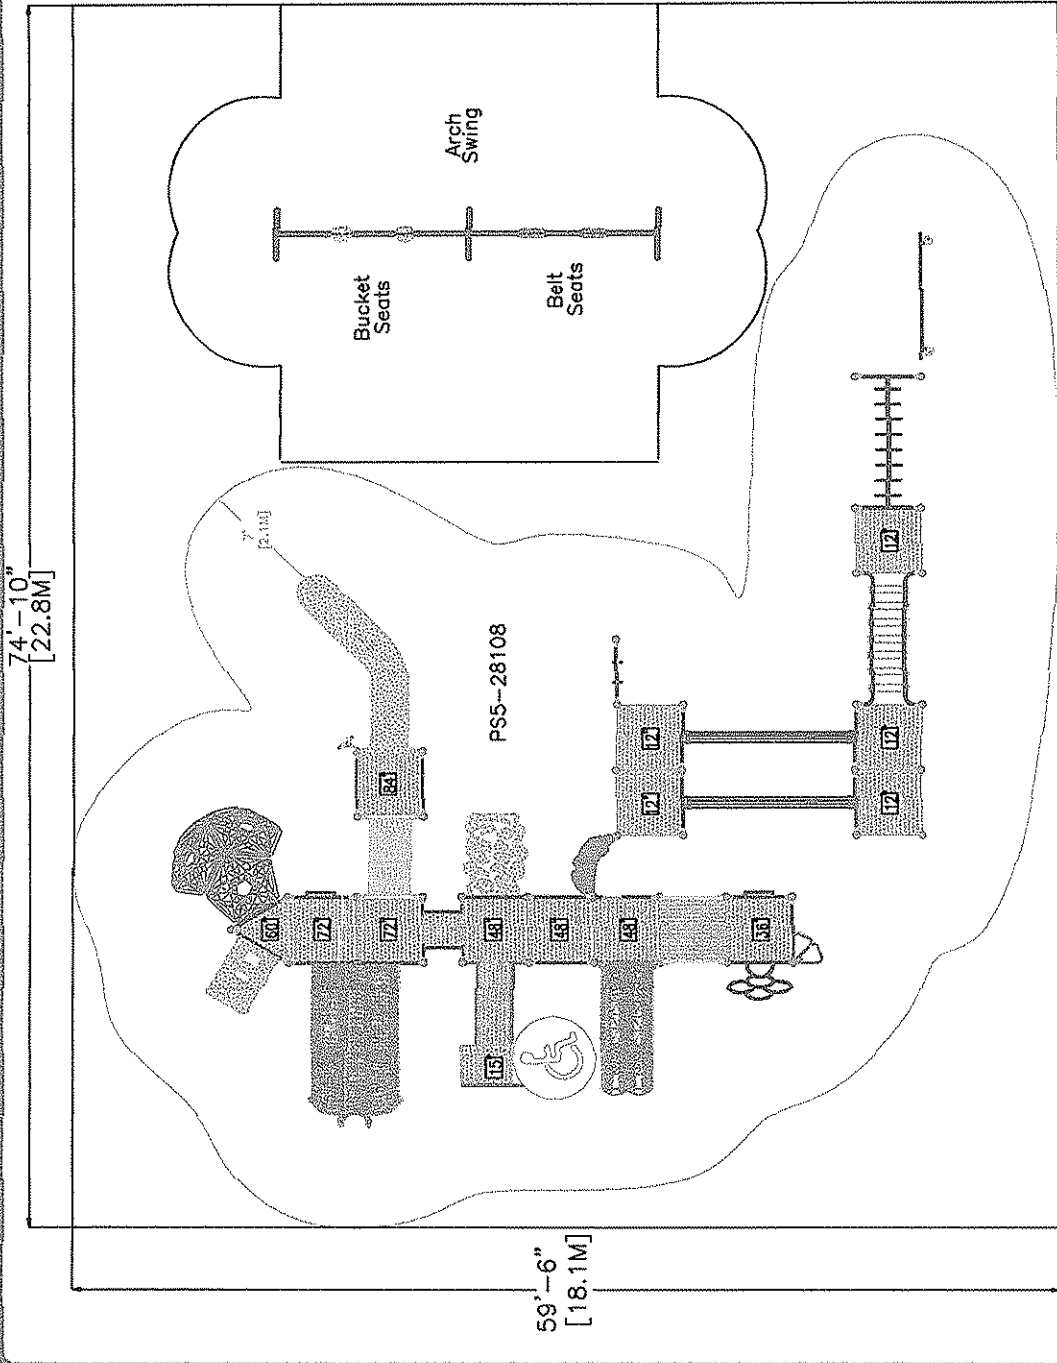 74'-10"
[22.8M]
59'-6"
[18.1M]
Arch
Swing
Bucket
Seats
Belt
Seats
7'
[2.1M]
PS5-28108
84"
60"
72"
72"
48"
48"
48"
36"
15"
12"
12"
12"
12"
12"